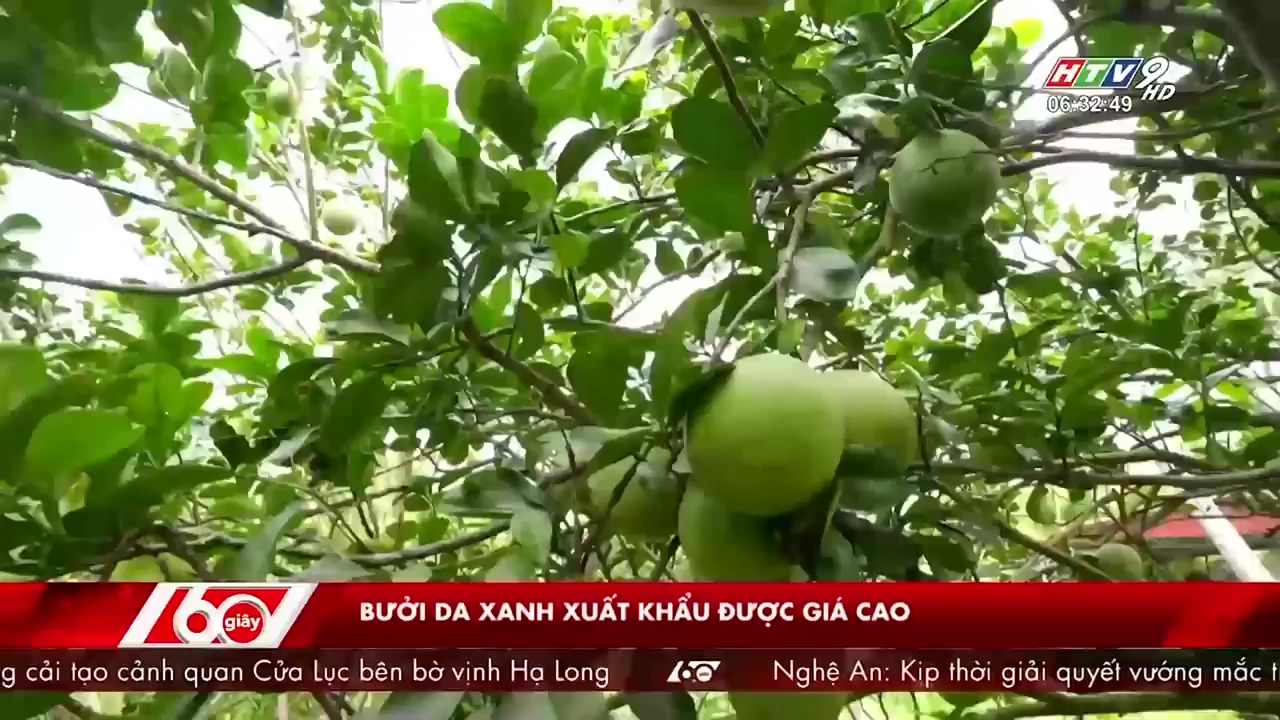 HTV9 HD
06:32:49
60 giây
BƯỞI DA XANH XUẤT KHẨU ĐƯỢC GIÁ CAO
g cải tạo cảnh quan Cửa Lục bên bờ vịnh Hạ Long 60 Nghệ An: Kịp thời giải quyết vướng mắc t